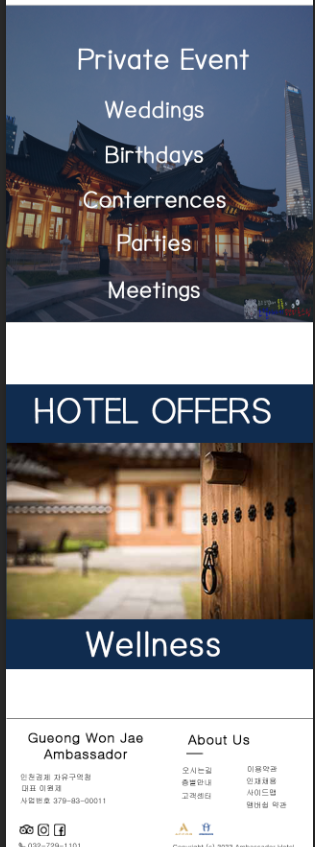 Private Event
Weddings
Birthdays
Conterrences
Parties
Meetings
HOTEL OFFERS
Wellness
Gueong Won Jae
Ambassador
인천경제 자유구역청
대표 이원재
사업번호 379-83-00011
032-729-1101
About Us
오시는길
층별안내
고객센터
이용약관
인재채용
사이드맵
멤버쉽 약관
Copyright (c) 2022 Ambassador Hotel